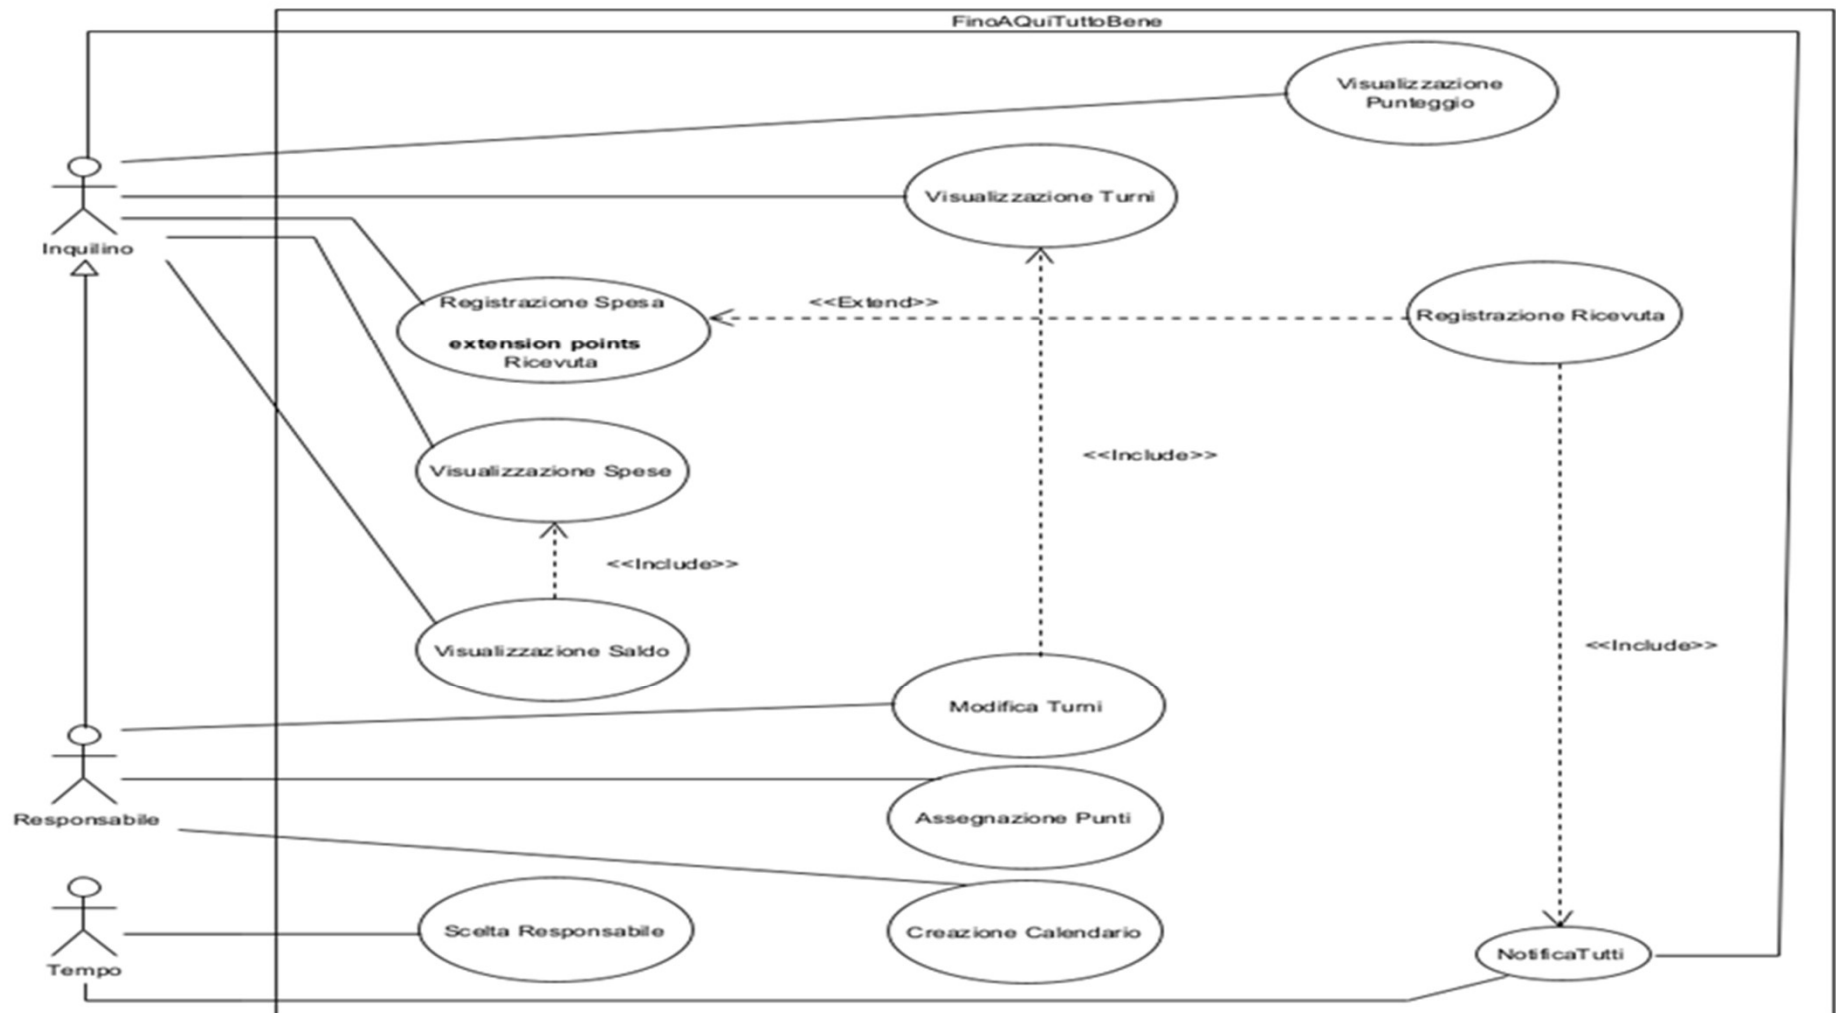 FinoAQuiTuttoBene
Visualizzazione
Punteggio
Visualizzazione Turni
Inquilino
Registrazione Spesa
extension points
Ricevuta
<<Extend>>
Registrazione Ricevuta
<<Include>>
Visualizzazione Spese
<<Include>>
Visualizzazione Saldo
<<Include>>
Modifica Turni
Responsabile
Assegnazione Punti
Scelta Responsabile
Creazione Calendario
NotificaTutti
Tempo